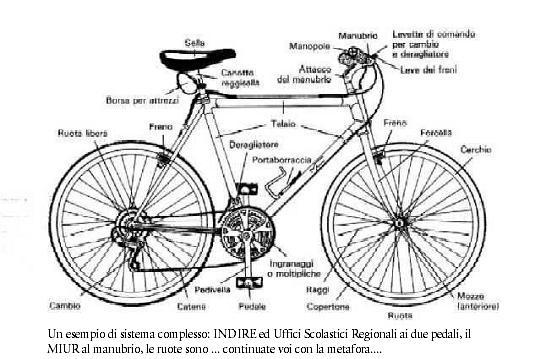 Sella
Manubrio
Levette di comando
per cambio
e deragliatore
Manopole
Canotto
reggisella
Attacco
del manubrio
Leve dei freni
Borsa per attrezzi
Telaio
Ruota libera
Freno
Freno
Forcella
Deragliatore
Cerchio
Portaborraccia
Ingranaggi
o moltipliche
Cambio
Catena
Pedivella
Pedale
Raggi
Copertone
Mozzo
(anteriore)
Ruota
Un esempio di sistema complesso: INDIRE ed Uffici Scolastici Regionali ai due pedali, il
MIUR al manubrio, le ruote sono ... continuate voi con la metafora....